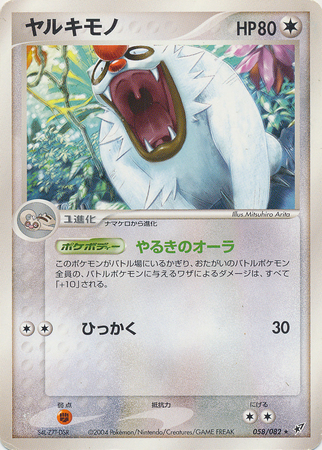 ヤルキモノ HP80
Illus.Mitsuhiro Arita
1進化 ナマケロから進化
ポケボディー やるきのオーラ
このポケモンがバトル場にいるかぎり、おたがいのバトルポケモン
全員の、バトルポケモンに与えるワザによるダメージは、すべて
「+10」される。
ひっかく 30
弱点 抵抗力 にげる
©2004 Pokémon/Nintendo/Creatures/GAME FREAK
058/082 ★